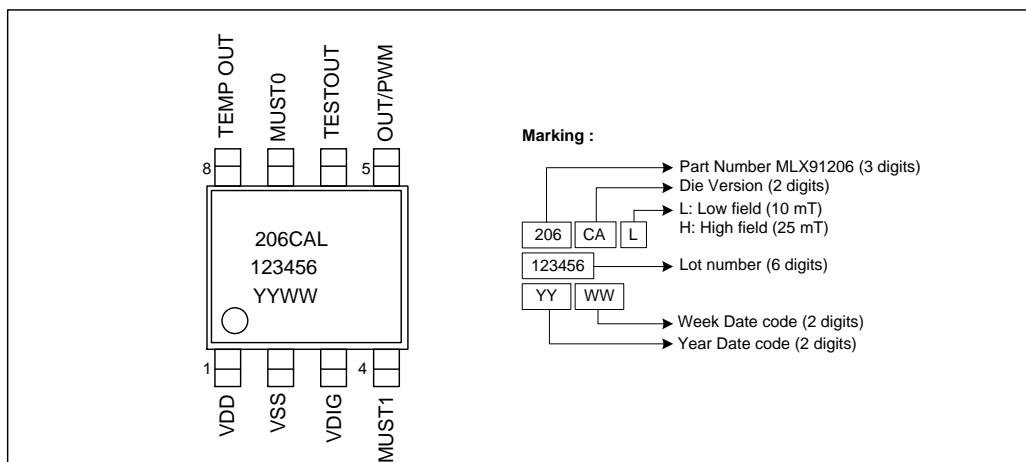 TEMP OUT
MUST0
TESTOUT
OUT/PWM
8
5
206CAL
123456
YYWW
1
4
VDD
VSS
VDIG
MUST1
Marking :
Part Number MLX91206 (3 digits)
Die Version (2 digits)
L: Low field (10 mT)
H: High field (25 mT)
206 CA L
123456
Lot number (6 digits)
YY WW
Week Date code (2 digits)
Year Date code (2 digits)